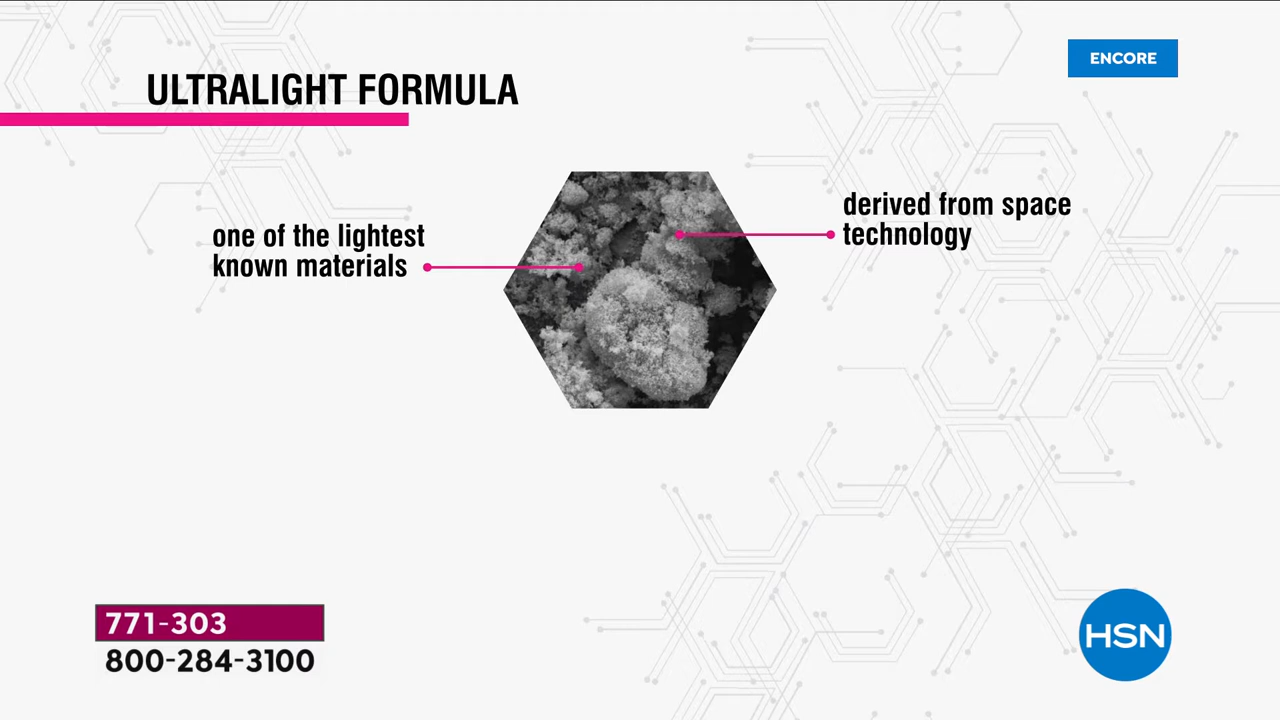 ENCORE
ULTRALIGHT FORMULA
one of the lightest
known materials
derived from space
technology
771-303
800-284-3100
HSN